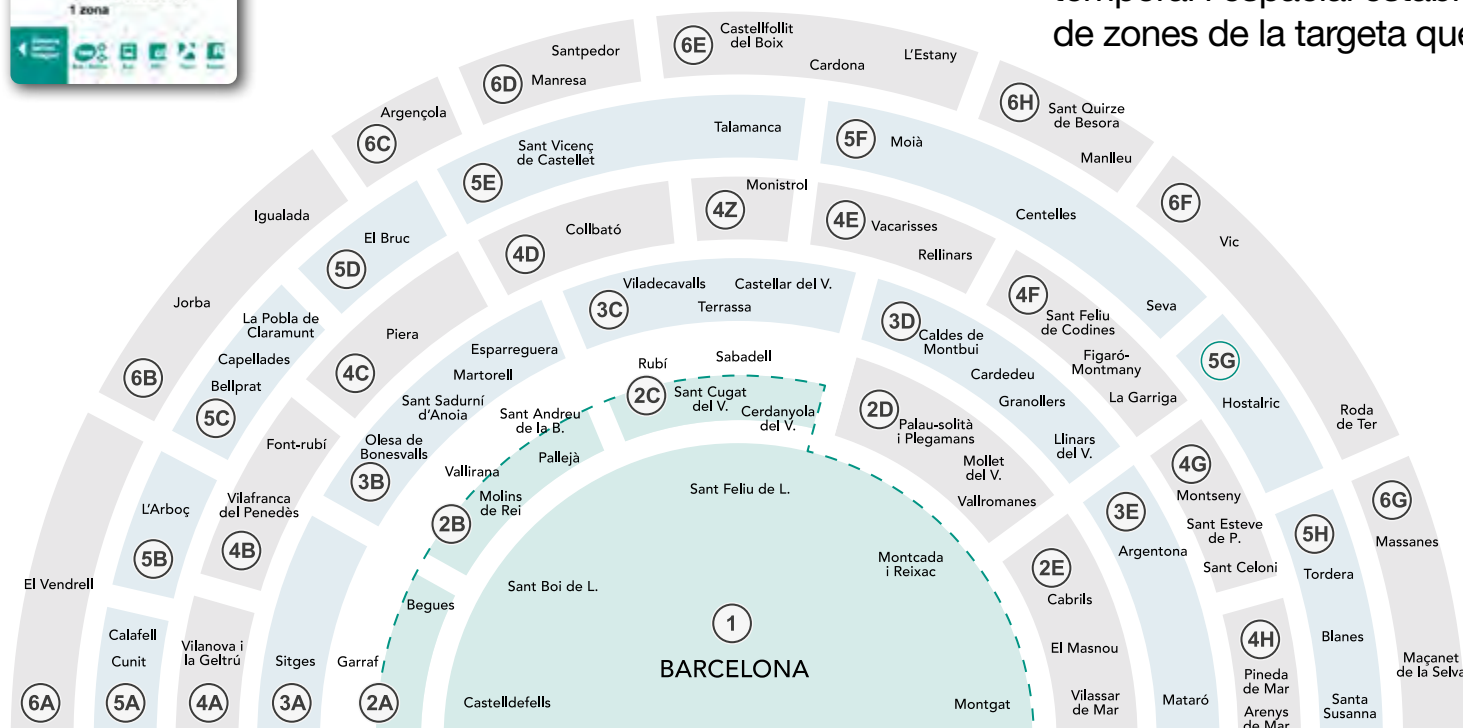 1 zona
de zones de la targeta que
6E
Castellfollit
del Boix
Cardona
L'Estany
6D
Santpedor
Manresa
6C
Argençola
6H
Sant Quirze
de Besora
Manlleu
6F
Vic
Roda
de Ter
6B
Igualada
Jorba
6A
El Vendrell
6G
Massanes
Maçanet
de la Selva
5E
Sant Vicenç
de Castellet
Talamanca
5F
Moià
Centelles
Seva
5D
El Bruc
5C
La Pobla de
Claramunt
Capellades
Bellprat
5B
L'Arboç
5A
Calafell
Cunit
5G
Hostalric
5H
Tordera
Blanes
Santa
Susanna
4Z
Monistrol
4E
Vacarisses
Rellinars
4D
Collbató
4C
Piera
4B
Font-rubí
Vilafranca
del Penedès
4A
Vilanova i
la Geltrú
4F
Sant Feliu
de Codines
Figaró-
Montmany
La Garriga
4G
Montseny
Sant Esteve
de P.
Sant Celoni
4H
Pineda
de Mar
Arenys
de Mar
3C
Viladecavalls
Castellar del V.
Terrassa
3D
Caldes de
Montbui
Cardedeu
Granollers
Llinars
del V.
3B
Esparreguera
Martorell
Sant Sadurní
d'Anoia
Olesa de
Bonesvalls
3A
Sitges
3E
Argentona
Mataró
2C
Rubí
Sabadell
Sant Cugat
del V.
Cerdanyola
del V.
2D
Palau-solità
i Plegamans
Mollet
del V.
Vallromanes
2B
Sant Andreu
de la B.
Pallejà
Vallirana
Molins
de Rei
2A
Begues
Garraf
2E
Cabrils
El Masnou
Vilassar
de Mar
1
BARCELONA
Sant Feliu de L.
Montcada
i Reixac
Sant Boi de L.
Castelldefells
Montgat